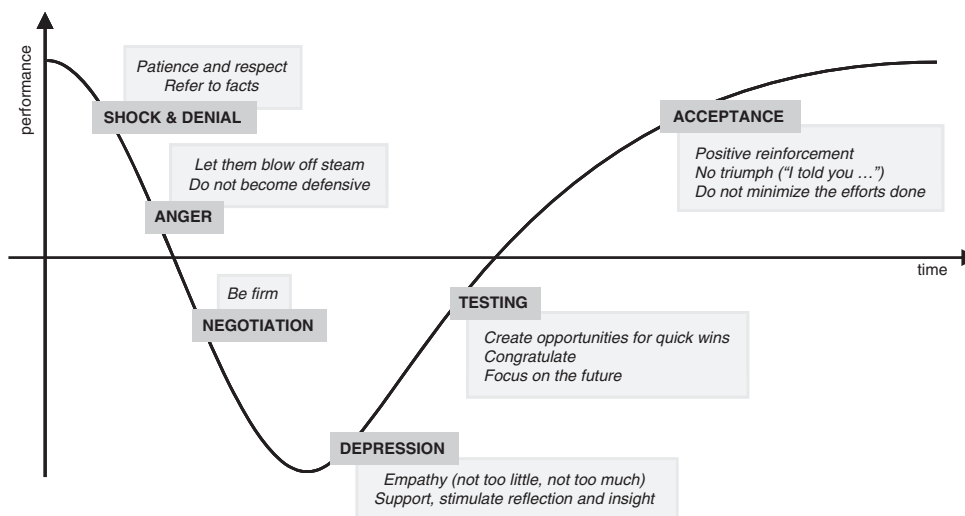 performance
Patience and respect
Refer to facts
SHOCK & DENIAL
Let them blow off steam
Do not become defensive
ANGER
Be firm
NEGOTIATION
DEPRESSION
Empathy (not too little, not too much)
Support, stimulate reflection and insight
TESTING
Create opportunities for quick wins
Congratulate
Focus on the future
ACCEPTANCE
Positive reinforcement
No triumph (“I told you …”)
Do not minimize the efforts done
time